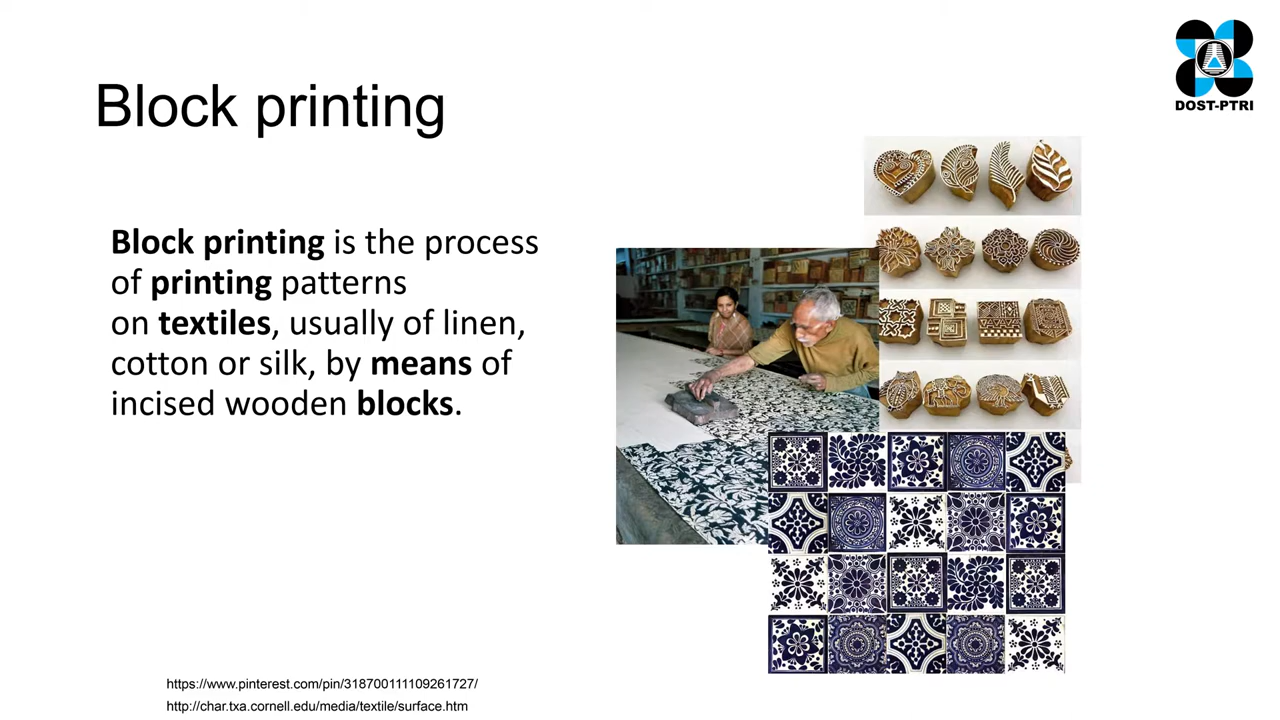 DOST-PTRI
Block printing
Block printing is the process
of printing patterns
on textiles, usually of linen,
cotton or silk, by means of
incised wooden blocks.
https://www.pinterest.com/pin/318700111109261727/
http://char.txa.cornell.edu/media/textile/surface.htm